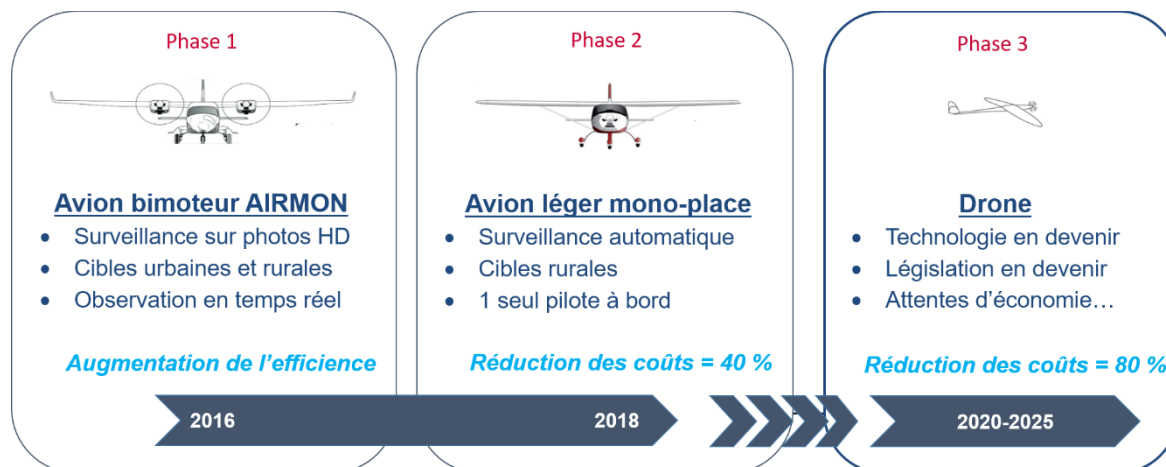 Phase 1
Avion bimoteur AIRMON
• Surveillance sur photos HD
• Cibles urbaines et rurales
• Observation en temps réel
Augmentation de l’efficience
Phase 2
Avion léger mono-place
• Surveillance automatique
• Cibles rurales
• 1 seul pilote à bord
Réduction des coûts = 40 %
Phase 3
Drone
• Technologie en devenir
• Législation en devenir
• Attentes d’économie…
Réduction des coûts = 80 %
2016
2018
2020-2025